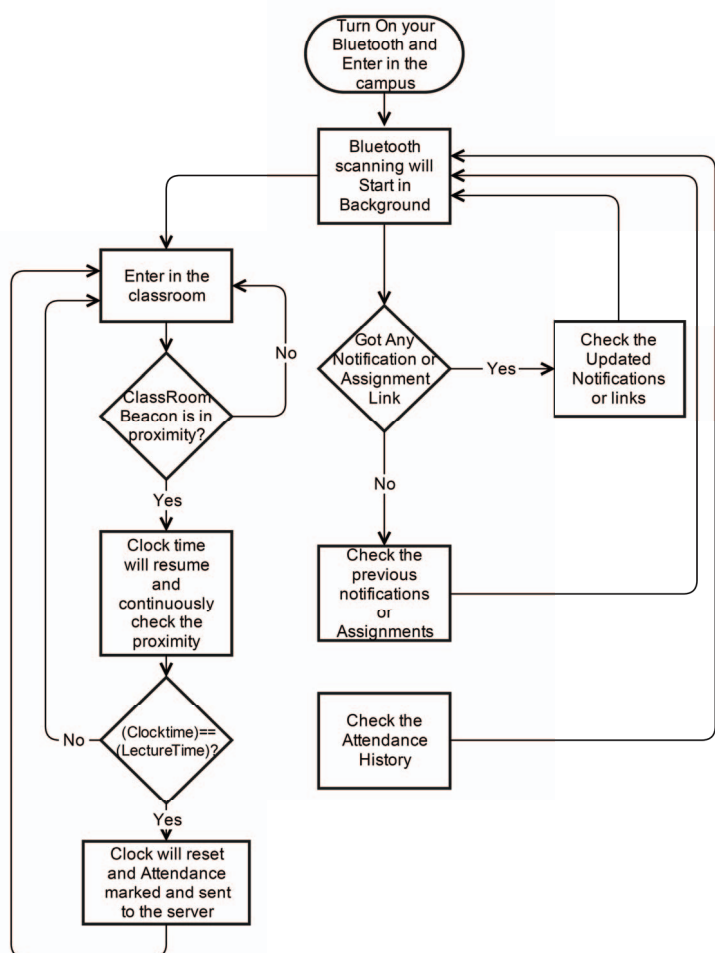 Turn On your
Bluetooth and
Enter in the
campus
Bluetooth
scanning will
Start in
Background
Enter in the
classroom
No
Got Any
Notification or
Assignment
Link
Yes
Check the
Updated
Notifications
or links
ClassRoom
Beacon is in
proximity?
Yes
No
Clock time
will resume
and
continuously
check the
proximity
Check the
previous
notifications
or
Assignments
(Clocktime)==
(LectureTime)?
No
Yes
Check the
Attendance
History
Clock will reset
and Attendance
marked and sent
to the server